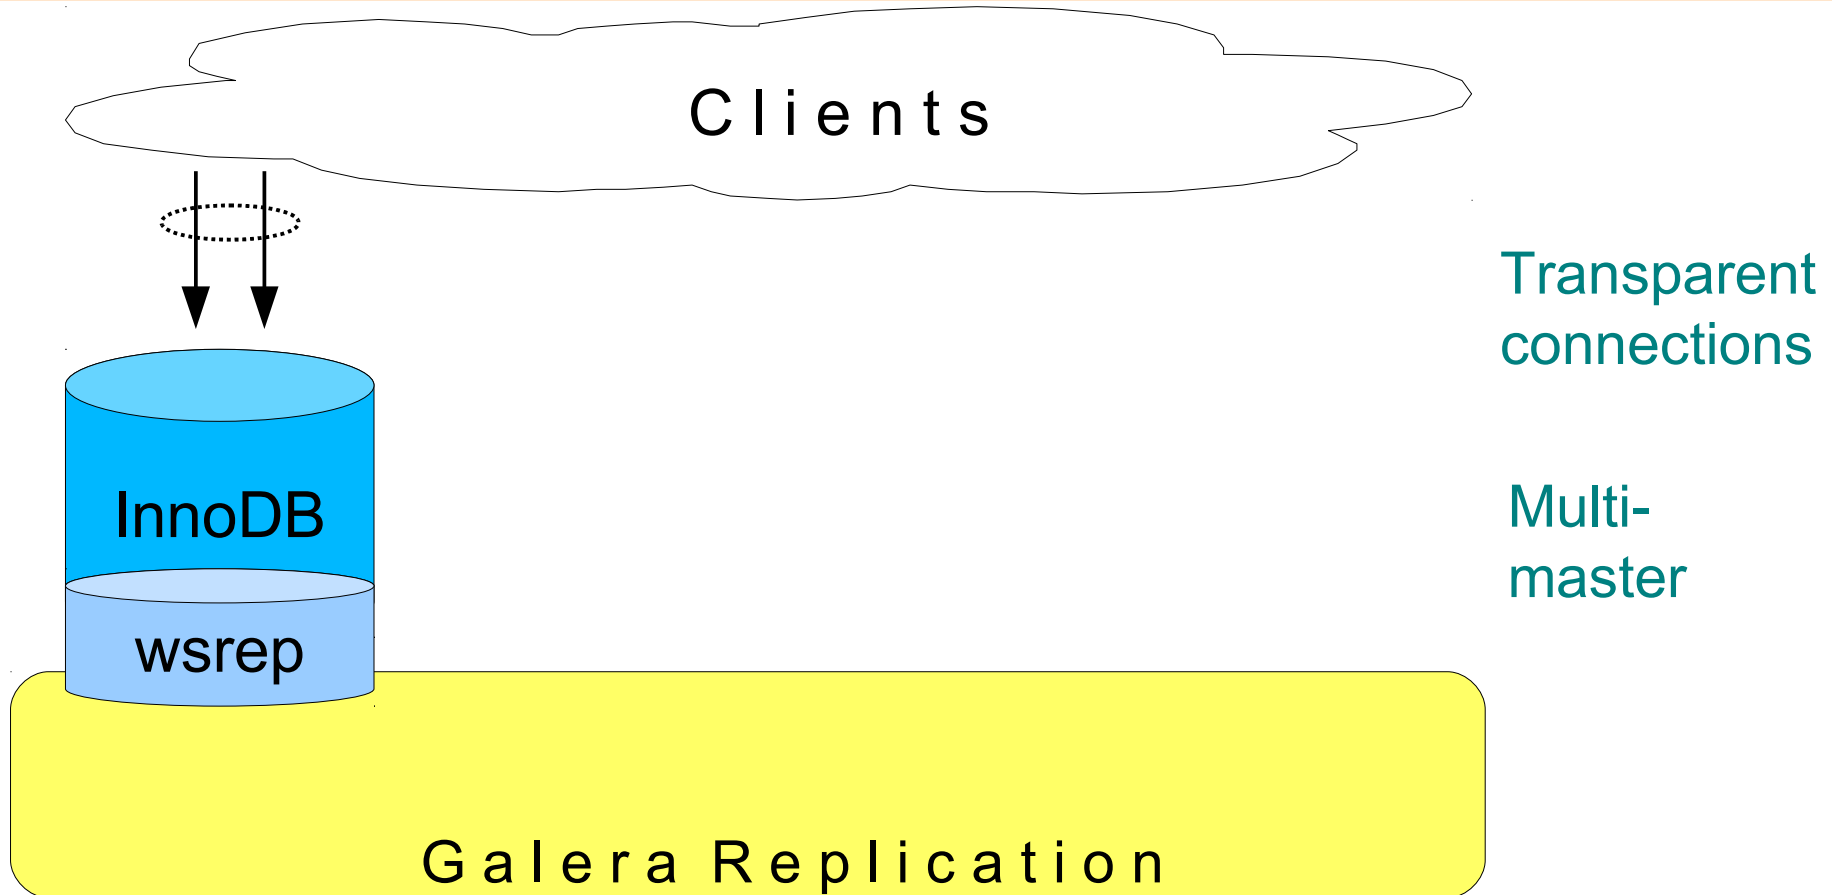 Clients
Transparent
connections
InnoDB
Multi-
master
wsrep
Galera Replication